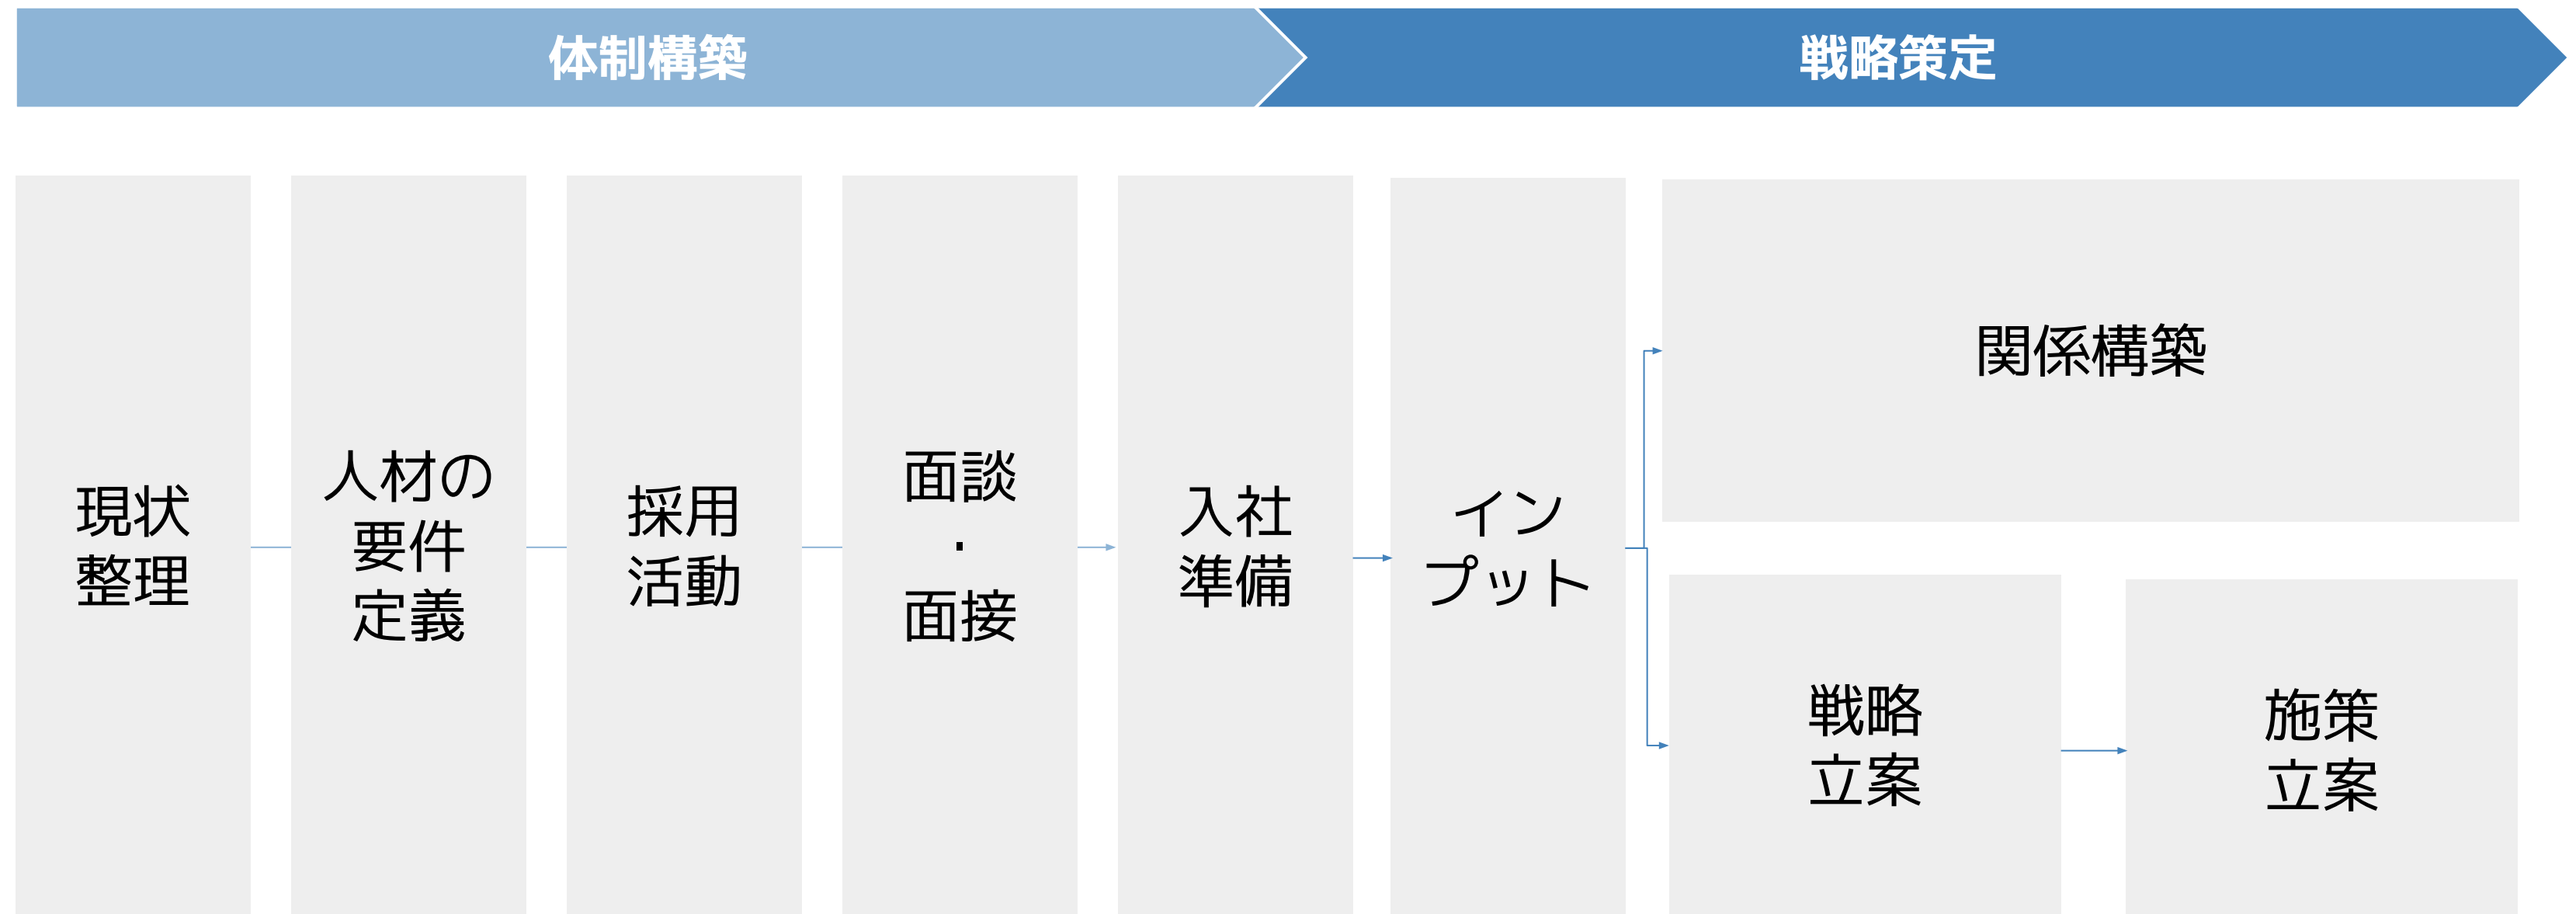 体制構築
戦略策定
現状
整理
人材の
要件
定義
採用
活動
面談
・
面接
入社
準備
イン
プット
関係構築
戦略
立案
施策
立案